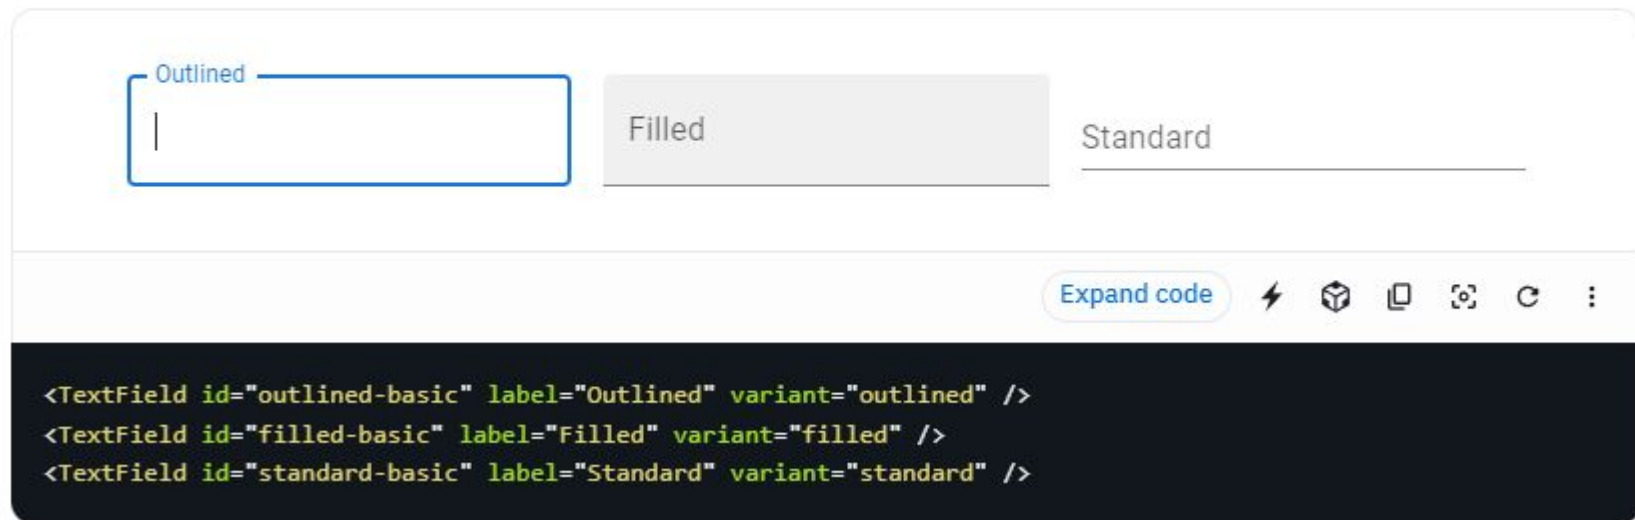 Outlined
Filled
Standard
Expand code
<TextField id="outlined-basic" label="Outlined" variant="outlined" />
<TextField id="filled-basic" label="Filled" variant="filled" />
<TextField id="standard-basic" label="Standard" variant="standard" />